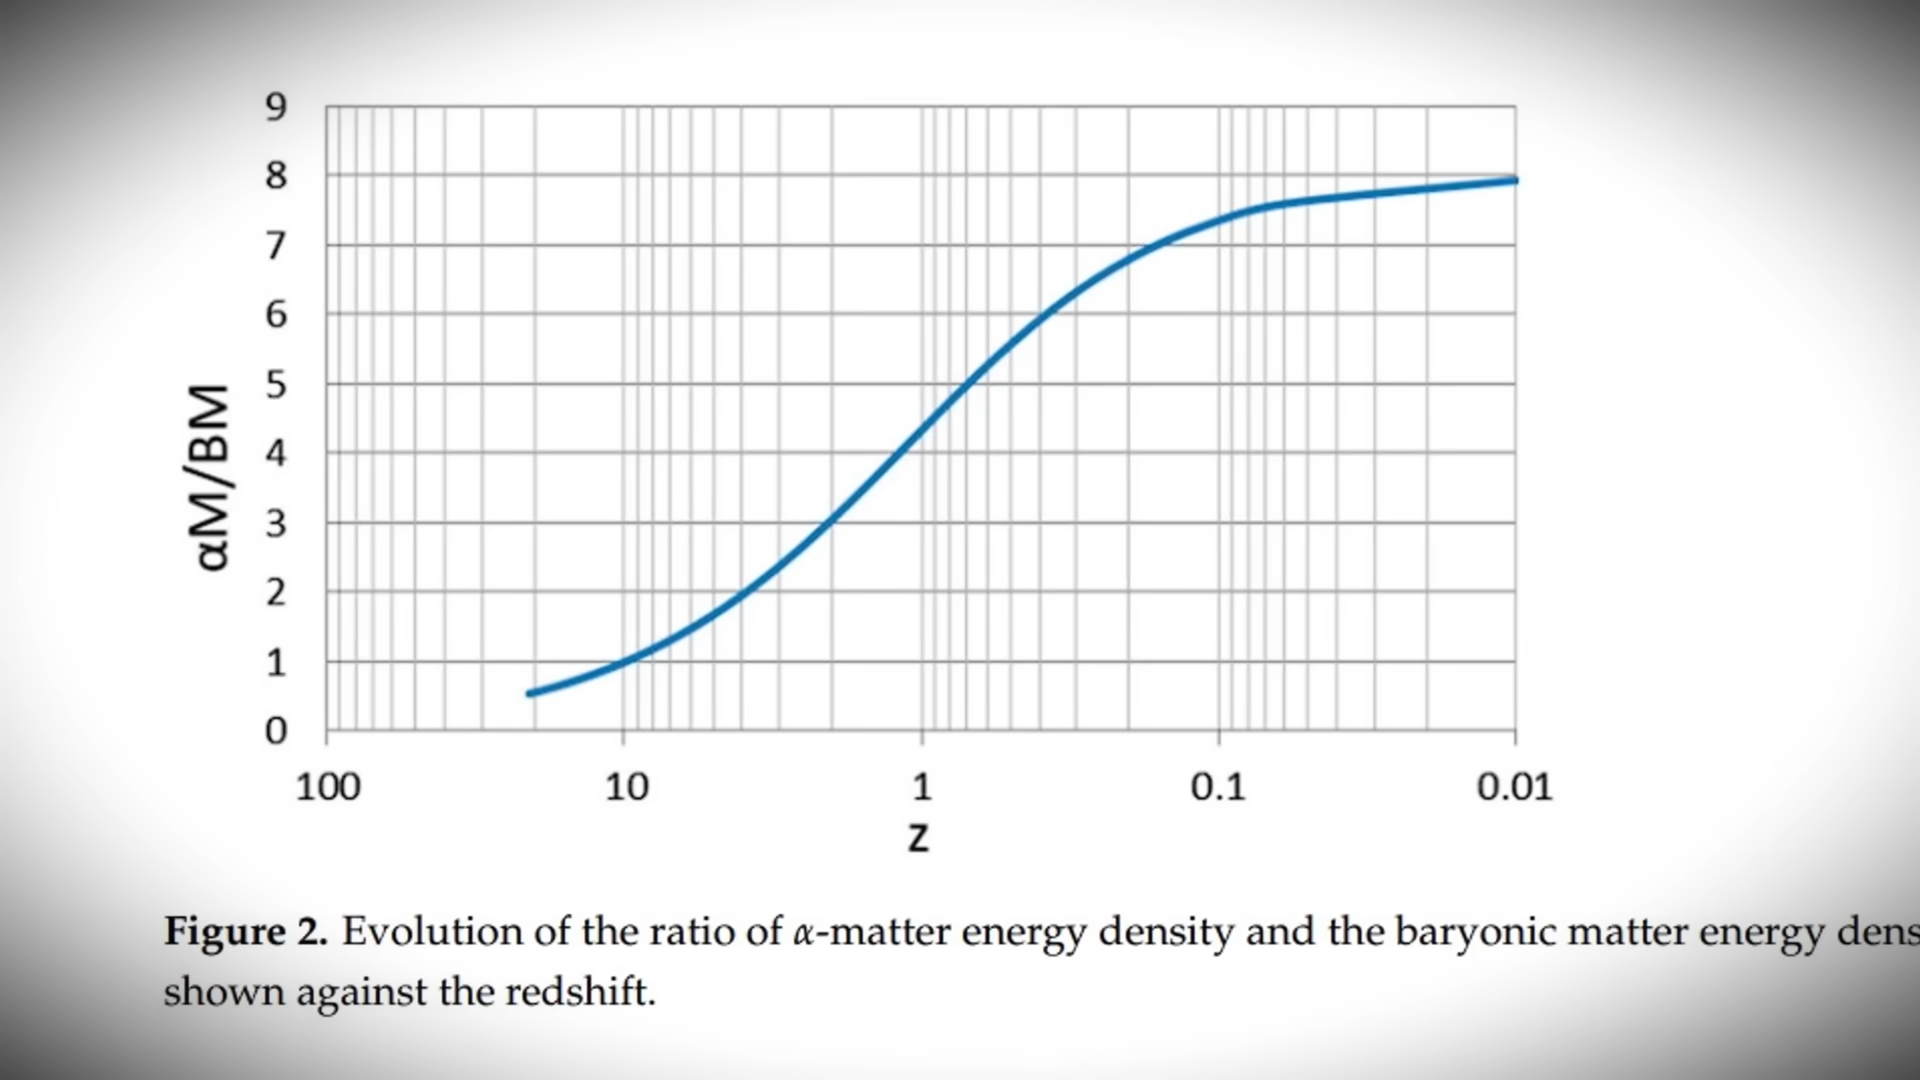 9
8
7
6
5
4
3
2
1
0
αM/BM
100 10 1 0.1 0.01
z
Figure 2. Evolution of the ratio of α-matter energy density and the baryonic matter energy dens
shown against the redshift.